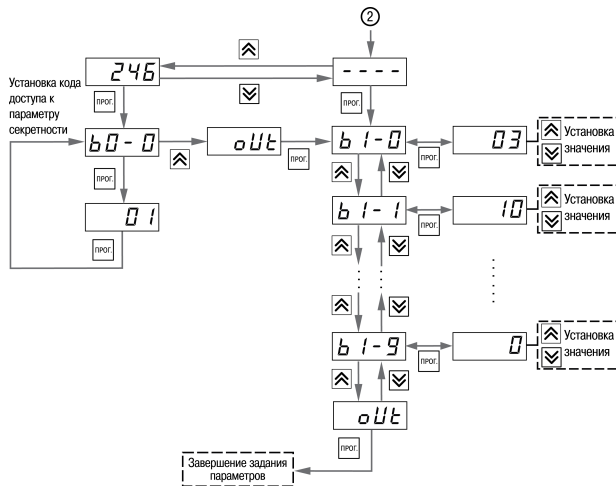 2
246
- - - -
Установка кода
доступа к
параметру
секретности
ПРОГ.
ПРОГ.
b0-0
oUt
b1-0
03
Установка
значения
ПРОГ.
ПРОГ.
ПРОГ.
01
b1-1
10
Установка
значения
ПРОГ.
ПРОГ.
b1-9
0
Установка
значения
ПРОГ.
oUt
ПРОГ.
Завершение задания
параметров